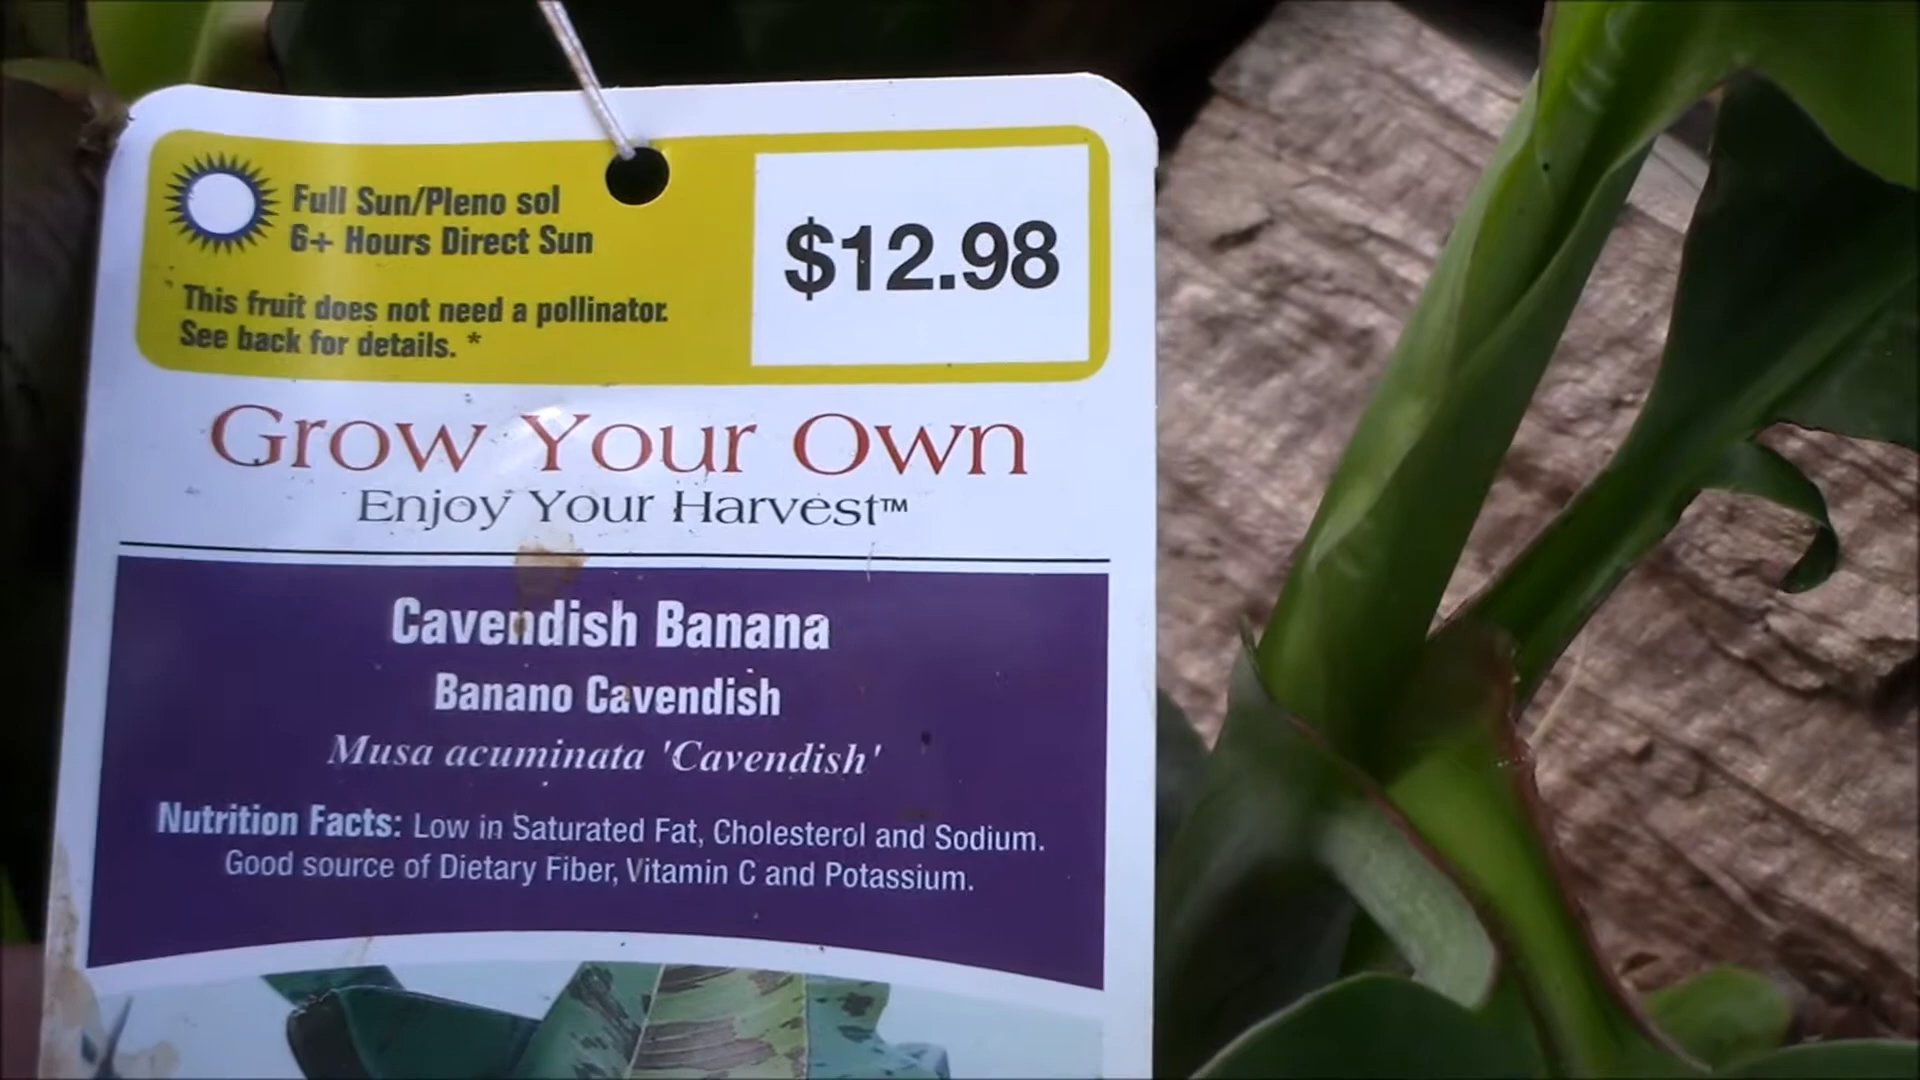 Full Sun/Pleno sol
6+ Hours Direct Sun
This fruit does not need a pollinator.
See back for details. *
$12.98
Grow Your Own
Enjoy Your Harvest™
Cavendish Banana
Banano Cavendish
Musa acuminata 'Cavendish'
Nutrition Facts: Low in Saturated Fat, Cholesterol and Sodium.
Good source of Dietary Fiber, Vitamin C and Potassium.